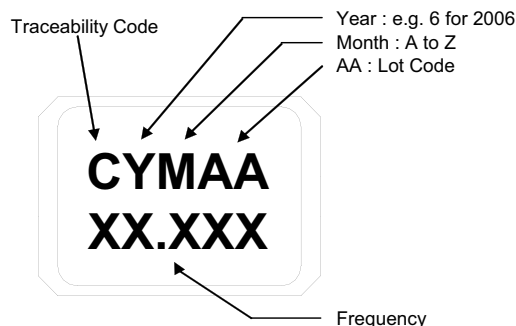 Traceability Code
Year : e.g. 6 for 2006
Month : A to Z
AA : Lot Code
CYMAA
XX.XXX
Frequency